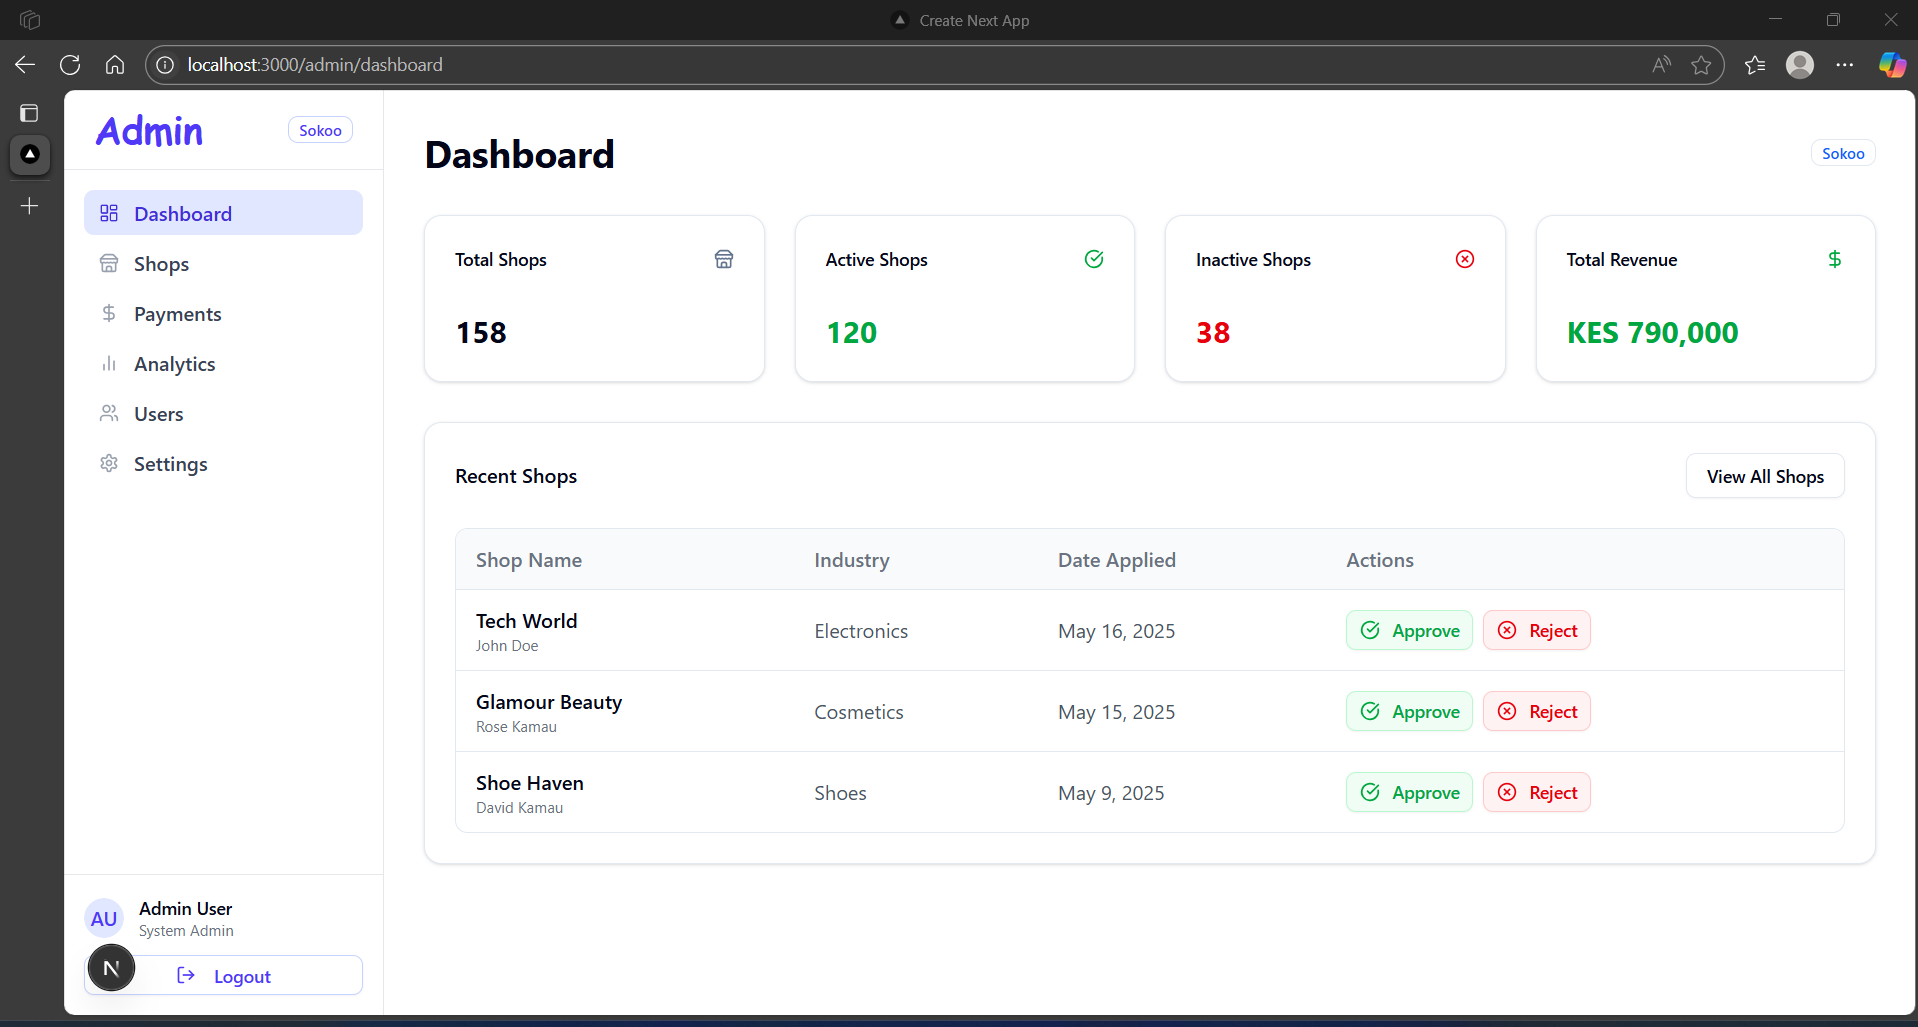 Create Next App
localhost:3000/admin/dashboard
Admin
Sokoo
Dashboard
Shops
Payments
Analytics
Users
Settings
AU
Admin User
System Admin
N
Logout
Dashboard
Sokoo
Total Shops
158
Active Shops
120
Inactive Shops
38
Total Revenue
$
KES 790,000
Recent Shops
View All Shops
Shop Name Industry Date Applied Actions
Tech World
John Doe
Electronics May 16, 2025 Approve Reject
Glamour Beauty
Rose Kamau
Cosmetics May 15, 2025 Approve Reject
Shoe Haven
David Kamau
Shoes May 9, 2025 Approve Reject